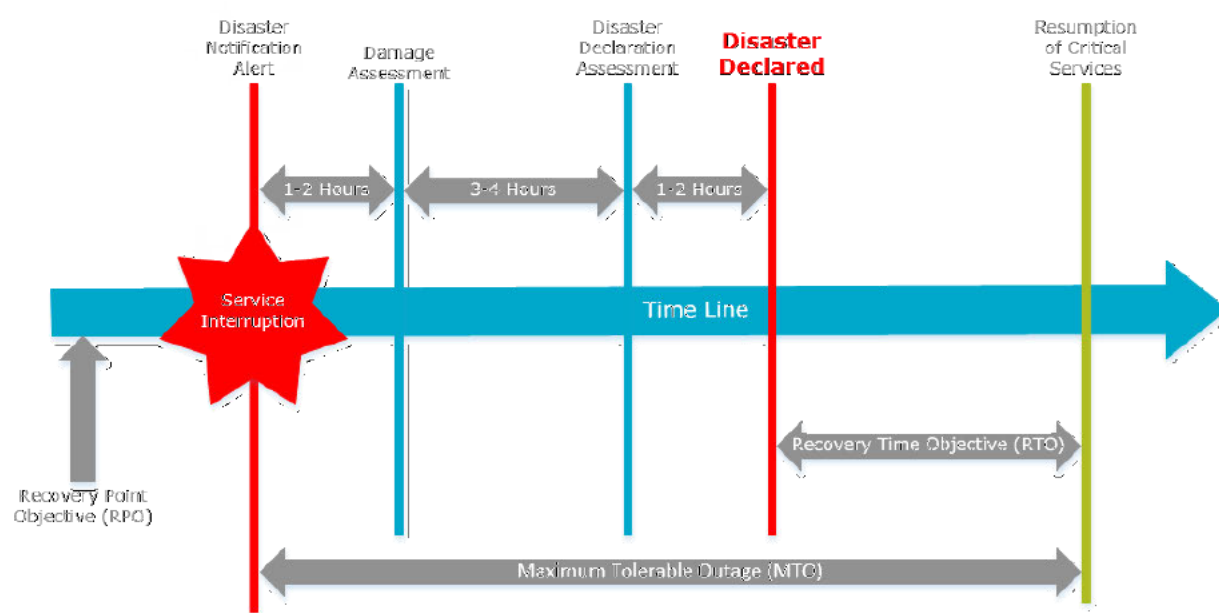 Disaster
Notification
Alert
Damage
Assessment
Disaster
Declaration
Assessment
Disaster
Declared
Resumption
of Critical
Services
1-2 Hours
3-4 Hours
1-2 Hours
Service
Interruption
Time Line
Recovery Time Objective (RTO)
Recovery Point
Objective (RPO)
Maximum Tolerable Outage (MTO)